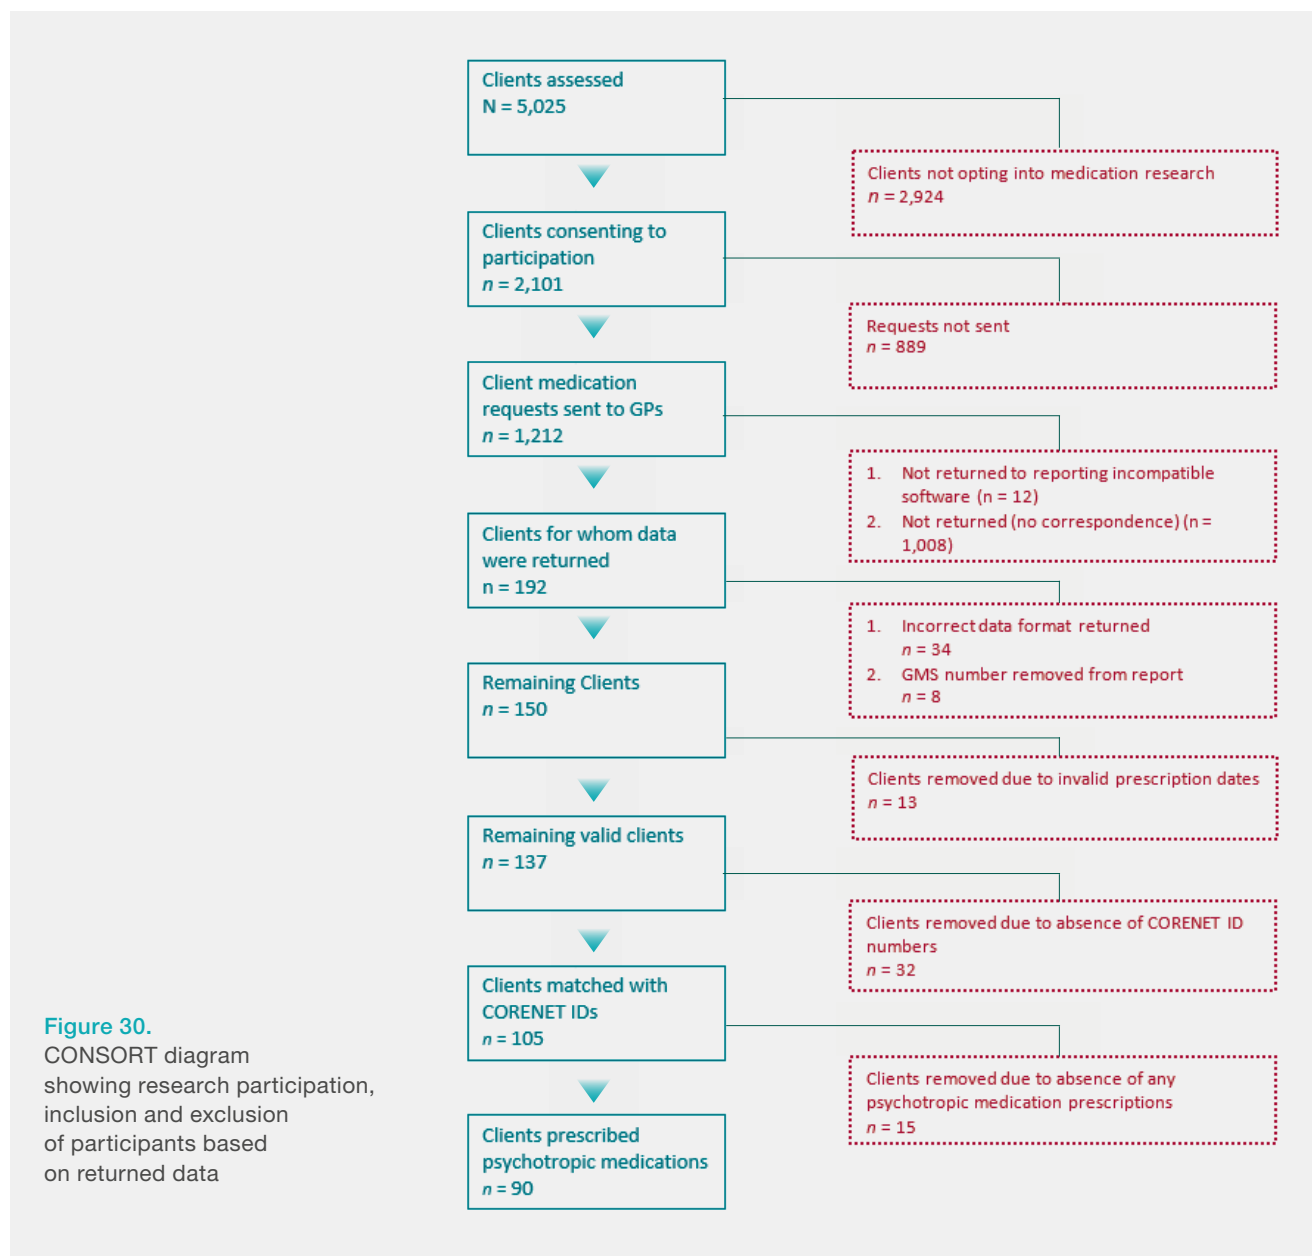 Clients assessed
N = 5,025
Clients not opting into medication research
n = 2,924
Clients consenting to
participation
n = 2,101
Requests not sent
n = 889
Client medication
requests sent to GPs
n = 1,212
1. Not returned to reporting incompatible
software (n = 12)
2. Not returned (no correspondence) (n =
1,008)
Clients for whom data
were returned
n = 192
1. Incorrect data format returned
n = 34
2. GMS number removed from report
n = 8
Remaining Clients
n = 150
Clients removed due to invalid prescription dates
n = 13
Remaining valid clients
n = 137
Clients removed due to absence of CORENET ID
numbers
n = 32
Clients matched with
CORENET IDs
n = 105
Clients removed due to absence of any
psychotropic medication prescriptions
n = 15
Clients prescribed
psychotropic medications
n = 90
Figure 30.
CONSORT diagram
showing research participation,
inclusion and exclusion
of participants based
on returned data